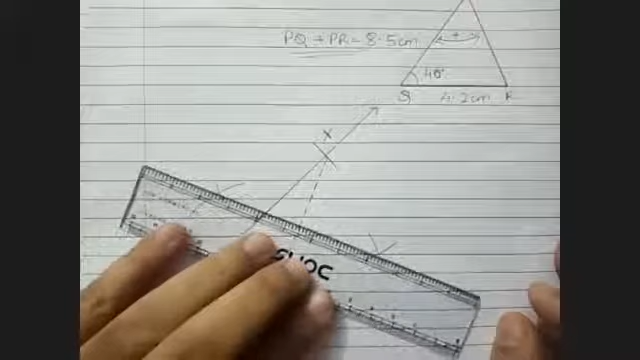 PQ + PR = 8.5cm
+
40°
Q 4.2cm R
X